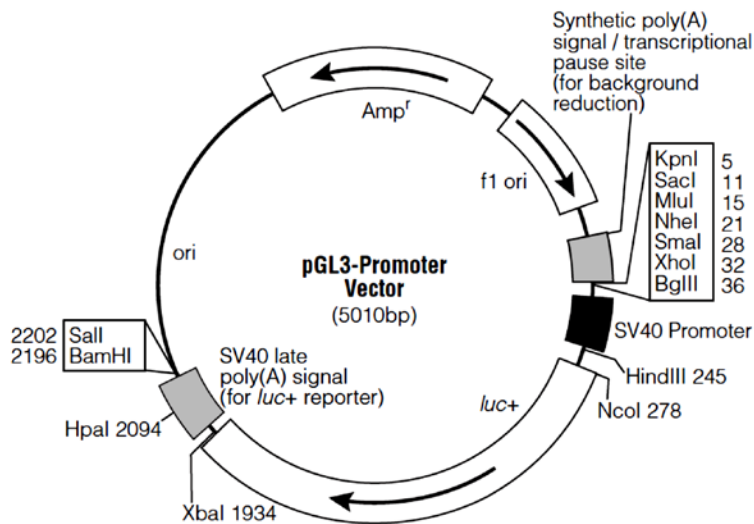 Synthetic poly(A)
signal / transcriptional
pause site
(for background
reduction)
Ampʳ
f1 ori
KpnI 5
SacI 11
MluI 15
NheI 21
SmaI 28
XhoI 32
BglII 36
ori
pGL3-Promoter
Vector
(5010bp)
SV40 Promoter
2202 SalI
2196 BamHI
SV40 late
poly(A) signal
(for luc+ reporter)
luc+
HindIII 245
NcoI 278
HpaI 2094
XbaI 1934